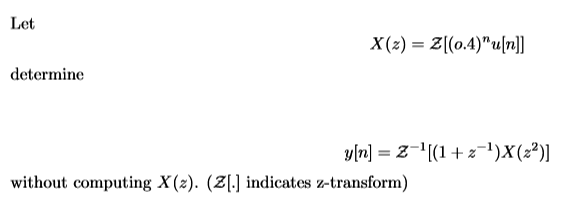 Let
X(z) = 𝒵[(o.4)ⁿu[n]]
determine
y[n] = 𝒵⁻¹[(1 + z⁻¹)X(z²)]
without computing X(z). (𝒵[.] indicates z-transform)